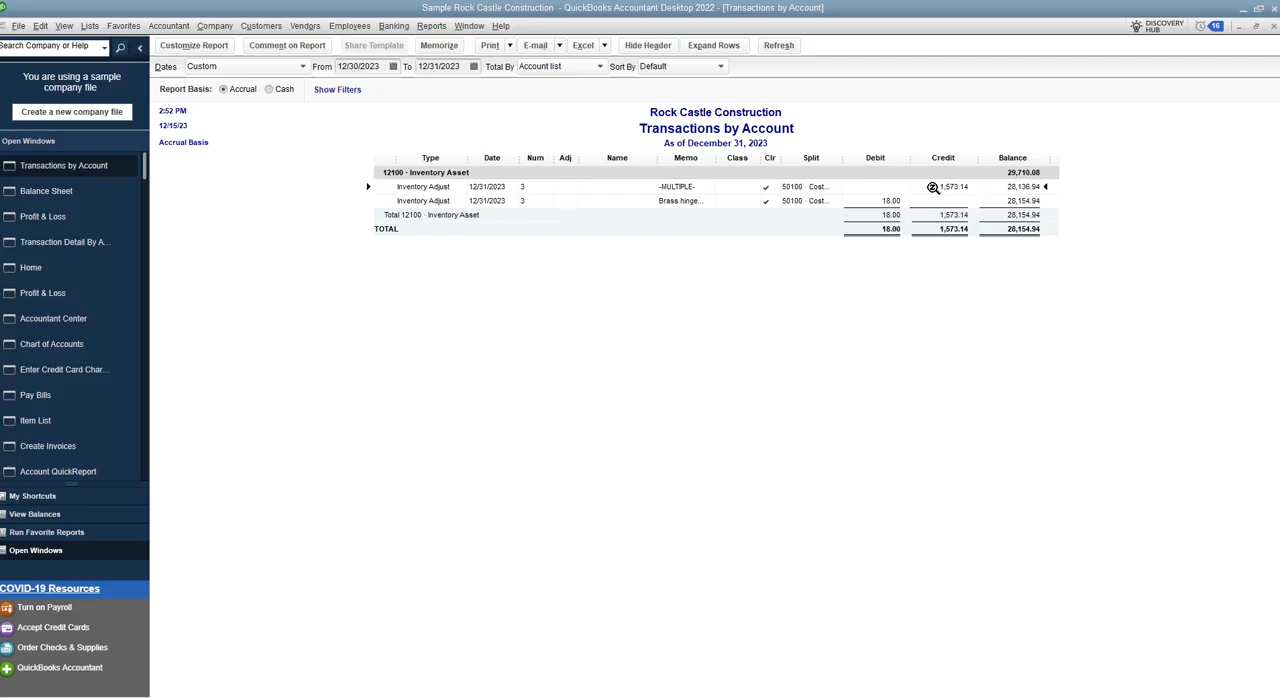 Sample Rock Castle Construction - QuickBooks Accountant Desktop 2022 - [Transactions by Account]
File Edit View Lists Favorites Accountant Company Customers Vendors Employees Banking Reports Window Help
DISCOVERY HUB 16
Search Company or Help
Customize Report Comment on Report Share Template Memorize Print E-mail Excel Hide Header Expand Rows Refresh
Dates Custom From 12/30/2023 To 12/31/2023 Total By Account list Sort By Default
Report Basis: Accrual Cash Show Filters
You are using a sample
company file
Create a new company file
Open Windows
Transactions by Account
Balance Sheet
Profit & Loss
Transaction Detail By A...
Home
Profit & Loss
Accountant Center
Chart of Accounts
Enter Credit Card Char...
Pay Bills
Item List
Create Invoices
Account QuickReport
My Shortcuts
View Balances
Run Favorite Reports
Open Windows
COVID-19 Resources
Turn on Payroll
Accept Credit Cards
Order Checks & Supplies
QuickBooks Accountant
2:52 PM
12/15/23
Accrual Basis
Rock Castle Construction
Transactions by Account
As of December 31, 2023
Type Date Num Adj Name Memo Class Clr Split Debit Credit Balance
12100 · Inventory Asset 29,710.08
Inventory Adjust 12/31/2023 3 -MULTIPLE- ✓ 50100 · Cost... 1,573.14 28,136.94
Inventory Adjust 12/31/2023 3 Brass hinge... ✓ 50100 · Cost... 18.00 28,154.94
Total 12100 · Inventory Asset 18.00 1,573.14 28,154.94
TOTAL 18.00 1,573.14 28,154.94